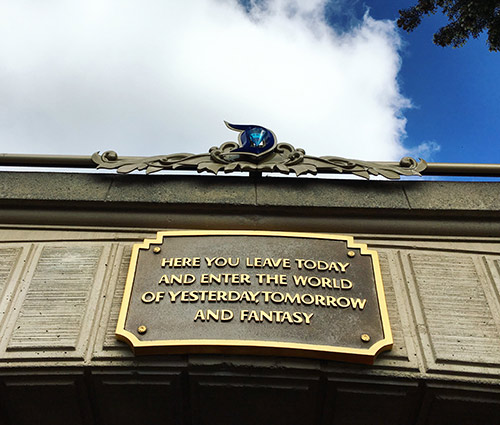 D
HERE YOU LEAVE TODAY
AND ENTER THE WORLD
OF YESTERDAY, TOMORROW
AND FANTASY